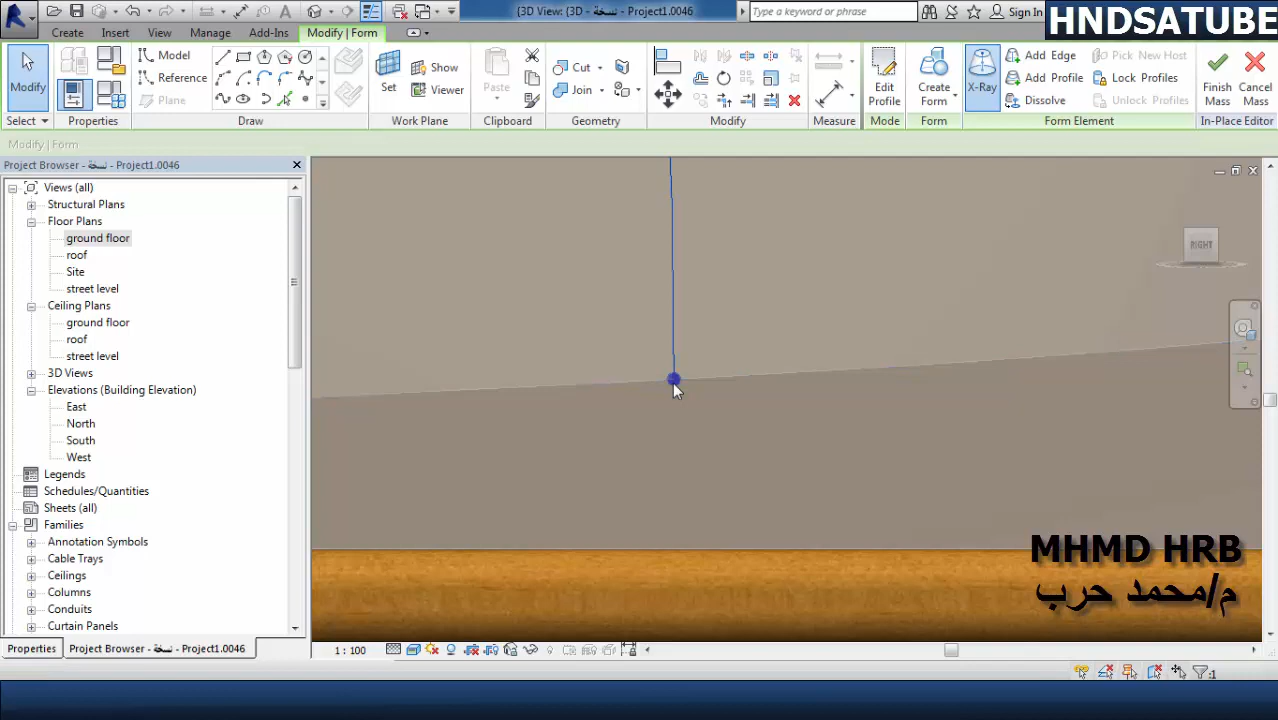 {3D View: {3D - نسخة - Project1.0046
Type a keyword or phrase
Sign In
HNDSATUBE
Create Insert View Manage Add-Ins Modify | Form
Modify
Select
Properties
Model
Reference
Plane
Draw
Set
Show
Viewer
Work Plane
Paste
Clipboard
Cut
Join
Geometry
Modify
Measure
Edit Profile
Mode
Create Form
Form
X-Ray
Add Edge
Add Profile
Dissolve
Pick New Host
Lock Profiles
Unlock Profiles
Form Element
Finish Mass
Cancel Mass
In-Place Editor
Modify | Form
Project Browser - نسخة - Project1.0046
Views (all)
Structural Plans
Floor Plans
ground floor
roof
Site
street level
Ceiling Plans
ground floor
roof
street level
3D Views
Elevations (Building Elevation)
East
North
South
West
Legends
Schedules/Quantities
Sheets (all)
Families
Annotation Symbols
Cable Trays
Ceilings
Columns
Conduits
Curtain Panels
Properties
Project Browser - نسخة - Project1.0046
RIGHT
MHMD HRB
م/محمد حرب
1 : 100
:1